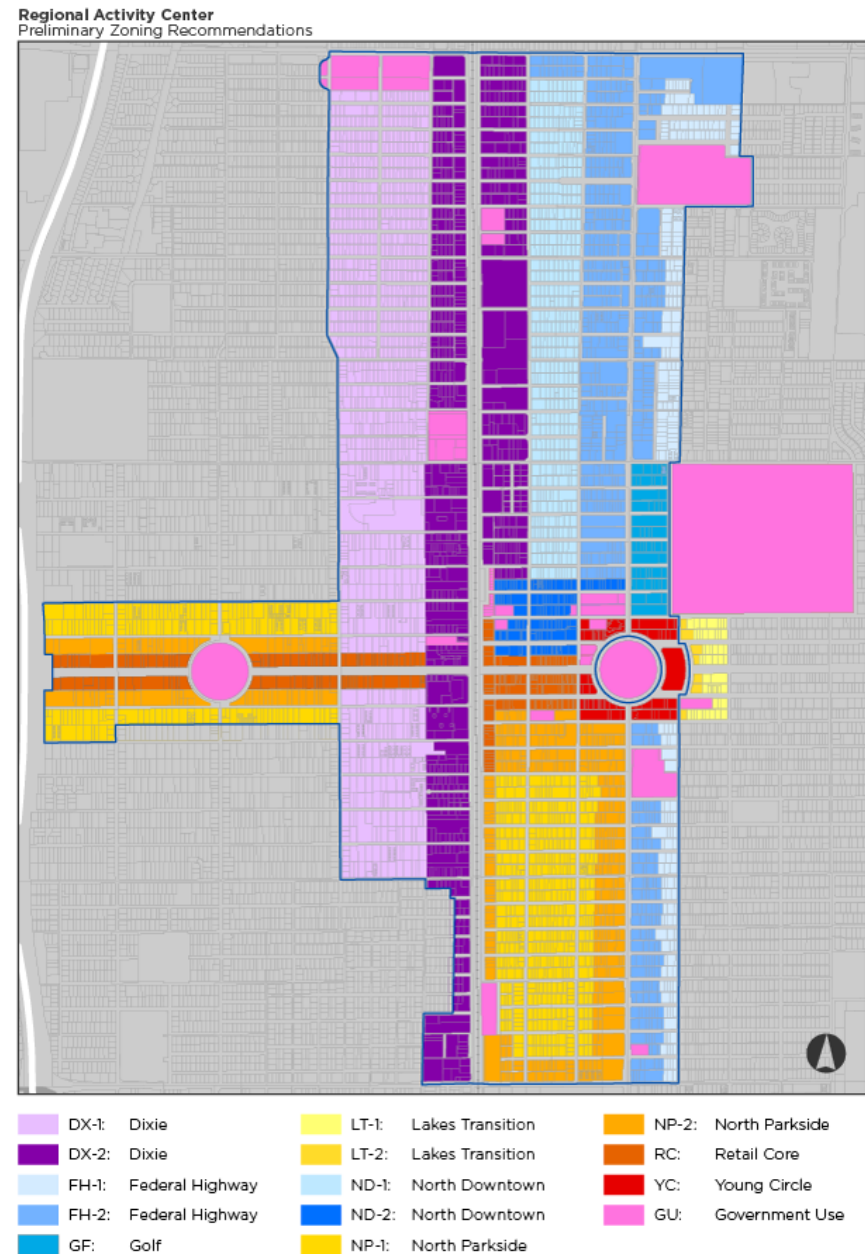 Regional Activity Center
Preliminary Zoning Recommendations
DX-1: Dixie
DX-2: Dixie
FH-1: Federal Highway
FH-2: Federal Highway
GF: Golf
LT-1: Lakes Transition
LT-2: Lakes Transition
ND-1: North Downtown
ND-2: North Downtown
NP-1: North Parkside
NP-2: North Parkside
RC: Retail Core
YC: Young Circle
GU: Government Use